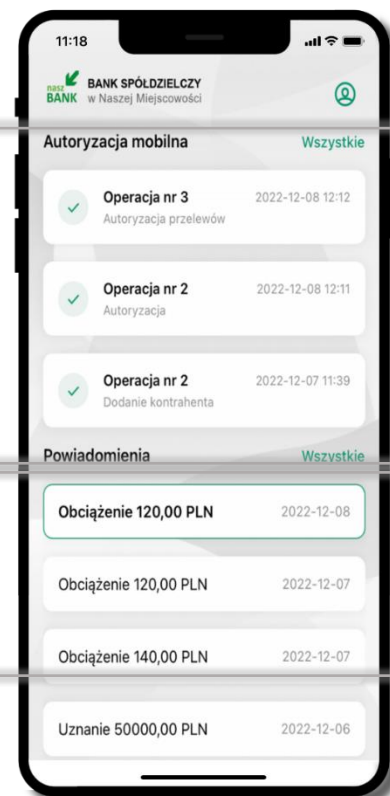 11:18
nasz BANK
BANK SPÓŁDZIELCZY
w Naszej Miejscowości
Autoryzacja mobilna Wszystkie
Operacja nr 3 2022-12-08 12:12
Autoryzacja przelewów
Operacja nr 2 2022-12-08 12:11
Autoryzacja
Operacja nr 2 2022-12-07 11:39
Dodanie kontrahenta
Powiadomienia Wszystkie
Obciążenie 120,00 PLN 2022-12-08
Obciążenie 120,00 PLN 2022-12-07
Obciążenie 140,00 PLN 2022-12-07
Uznanie 50000,00 PLN 2022-12-06